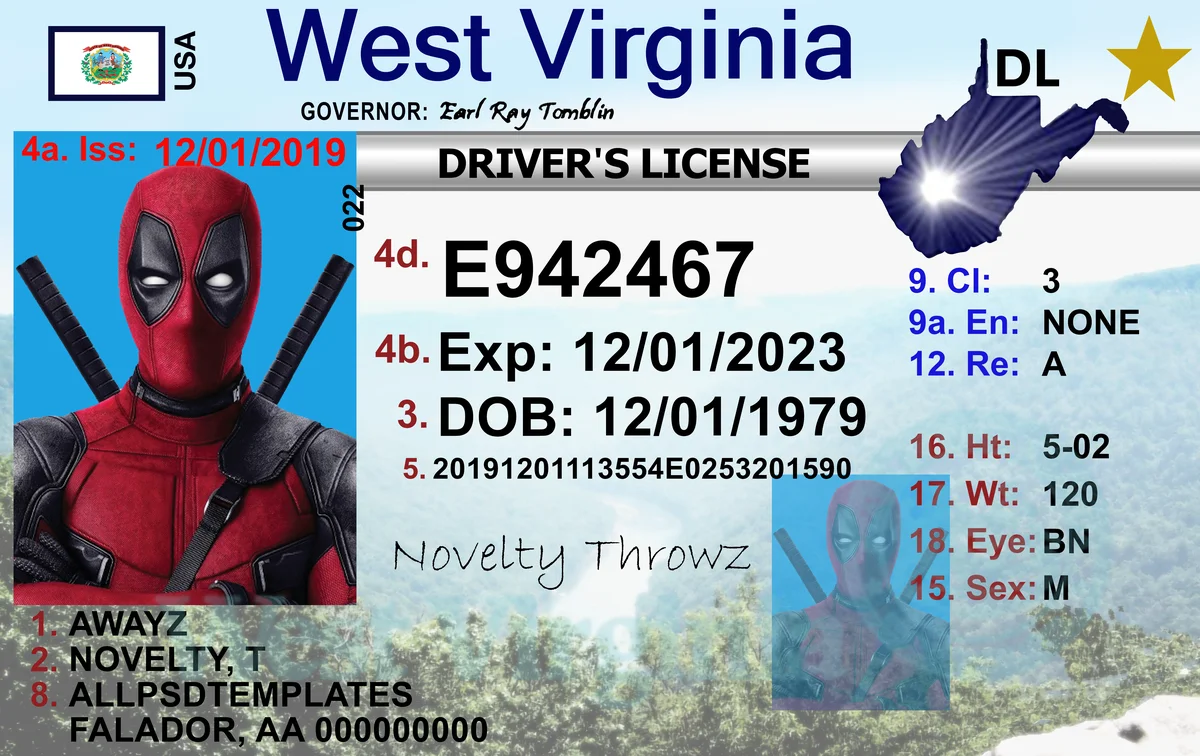 USA
West Virginia
GOVERNOR: Earl Ray Tomblin
DL
4a. Iss: 12/01/2019
DRIVER'S LICENSE
022
4d. E942467
4b. Exp: 12/01/2023
3. DOB: 12/01/1979
5. 20191201113554E0253201590
9. Cl: 3
9a. En: NONE
12. Re: A
16. Ht: 5-02
17. Wt: 120
18. Eye: BN
15. Sex: M
Novelty Throwz
1. AWAYZ
2. NOVELTY, T
8. ALLPSDTEMPLATES
FALADOR, AA 000000000